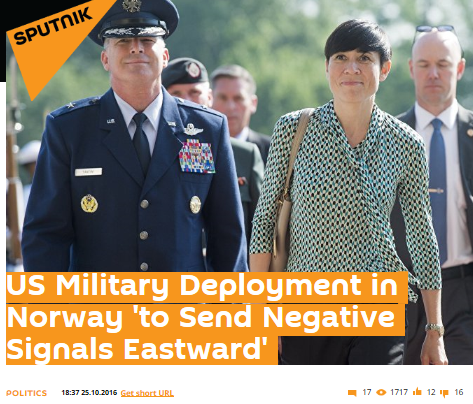 SPUTNIK
US Military Deployment in
Norway 'to Send Negative
Signals Eastward'
POLITICS 18:37 25.10.2016 Get short URL 17 1717 12 12